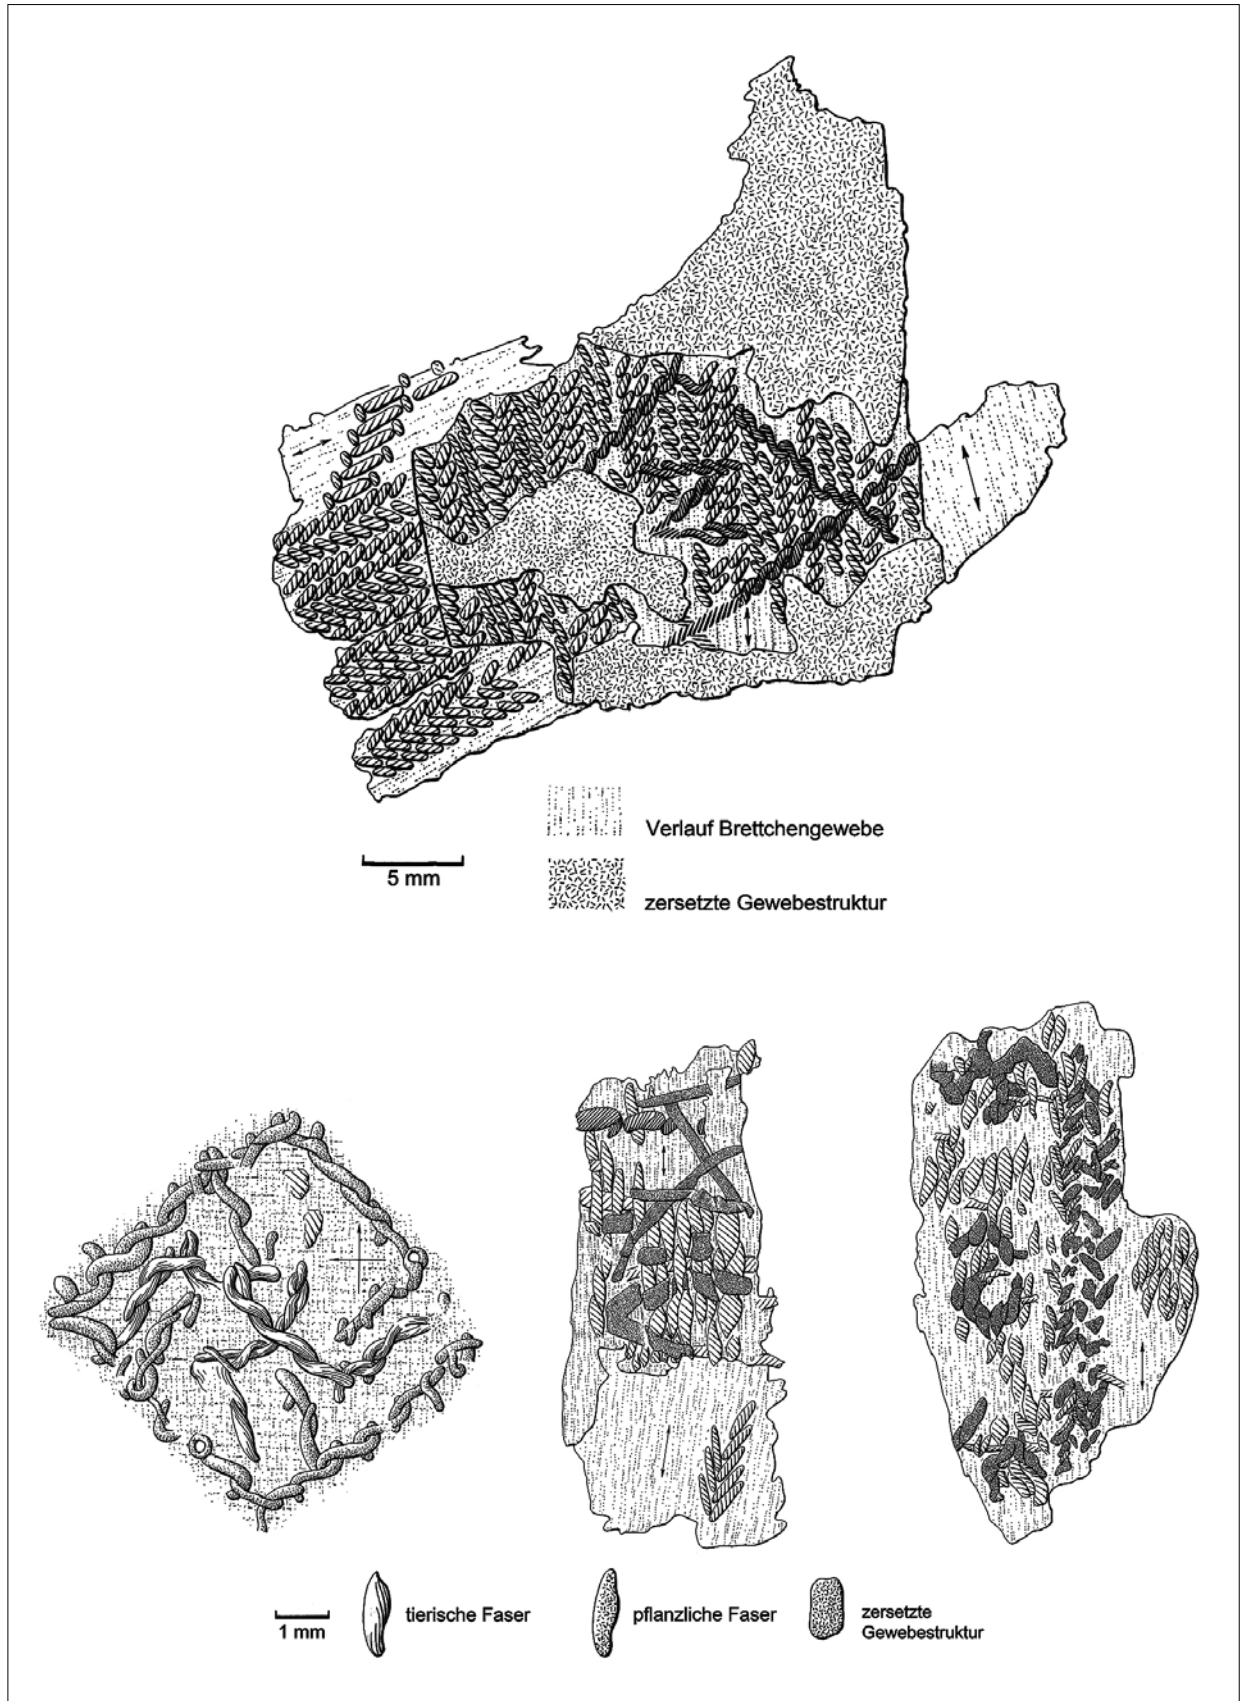 Verlauf Brettchengewebe
5 mm
zersetzte Gewebestruktur
1 mm
tierische Faser
pflanzliche Faser
zersetzte
Gewebestruktur